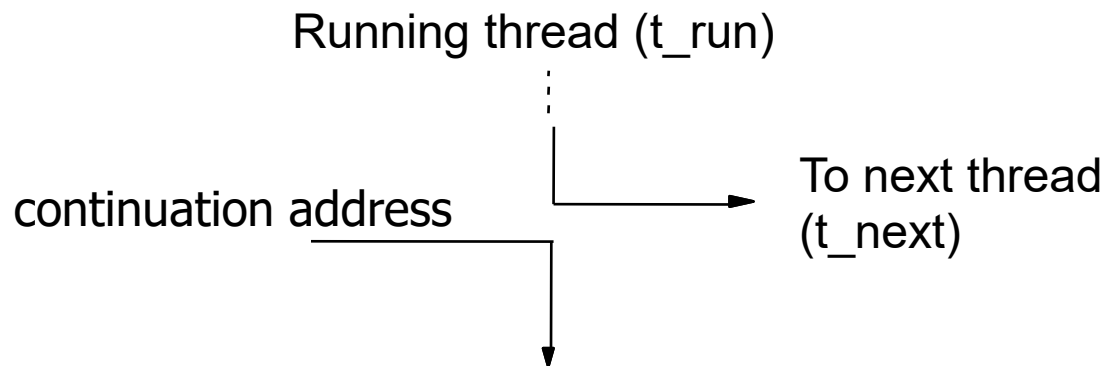 Running thread (t_run)
To next thread
continuation address
(t_next)